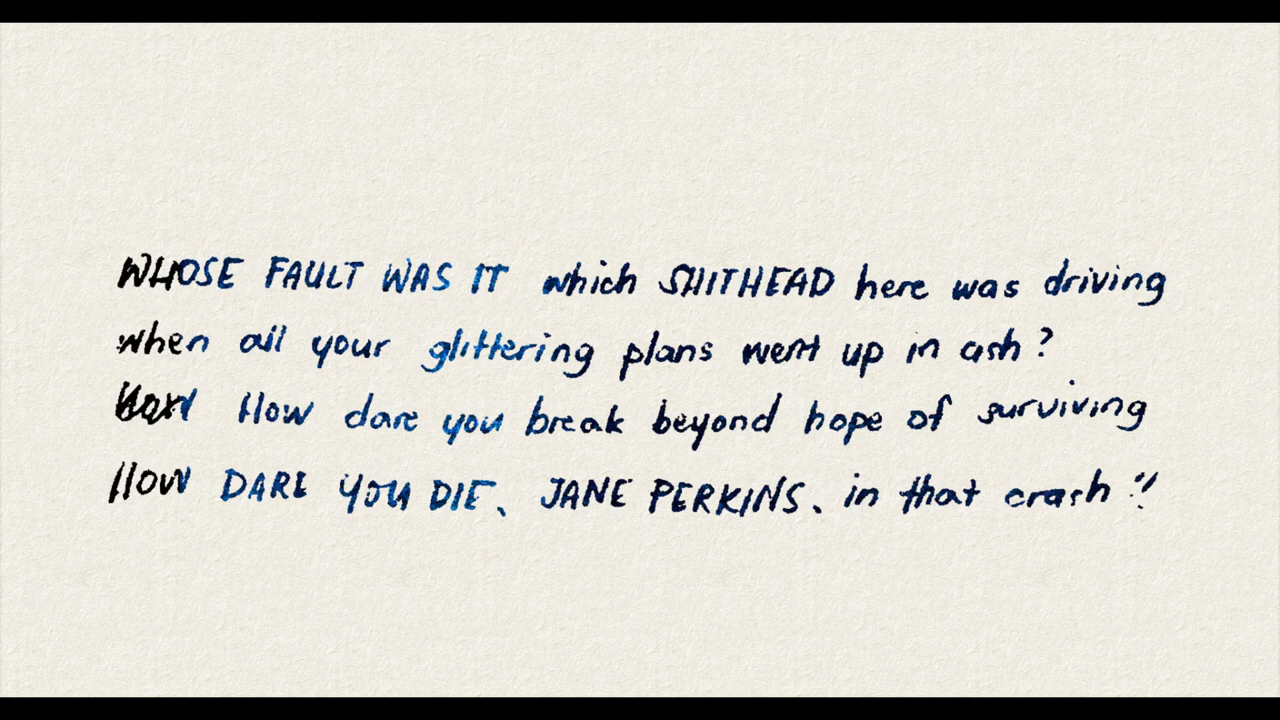 WHOSE FAULT WAS IT which SHITHEAD here was driving
when all your glittering plans went up in ash?
How dare you break beyond hope of surviving
HOW DARE YOU DIE, JANE PERKINS, in that crash?!